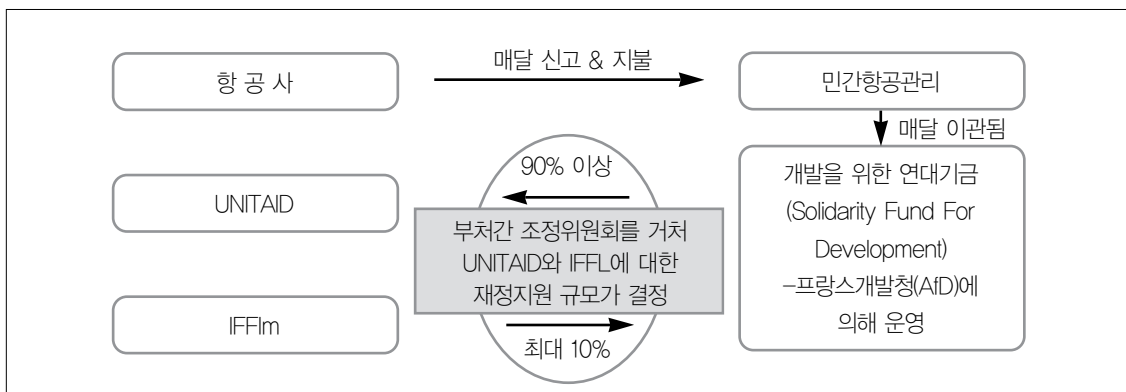 항 공 사
매달 신고 & 지불
민간항공관리
매달 이관됨
UNITAID
90% 이상
부처간 조정위원회를 거처
UNITAID와 IFFL에 대한
재정지원 규모가 결정
개발을 위한 연대기금
(Solidarity Fund For
Development)
-프랑스개발청(AfD)에
의해 운영
IFFIm
최대 10%